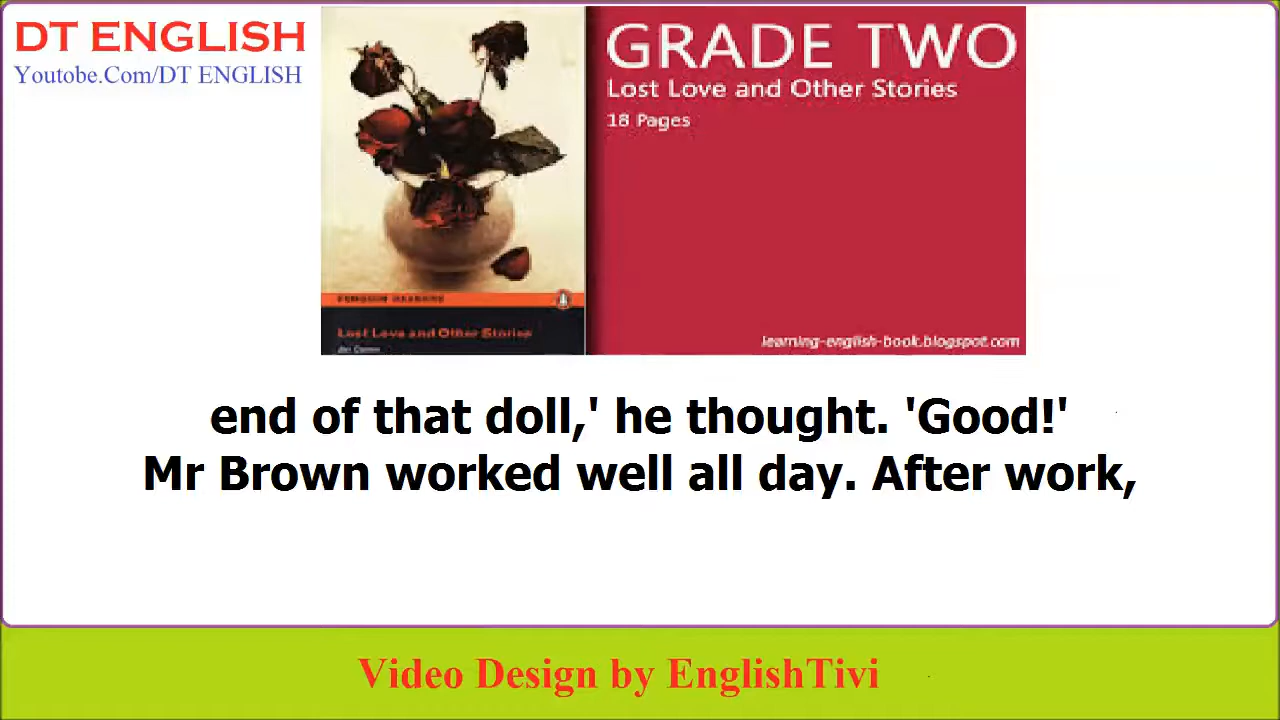 DT ENGLISH
Youtobe.Com/DT ENGLISH
GRADE TWO
Lost Love and Other Stories
18 Pages
PENGUIN READERS
Lost Love and Other Stories
learning-english-book.blogspot.com
end of that doll,' he thought. 'Good!'
Mr Brown worked well all day. After work,
Video Design by EnglishTivi